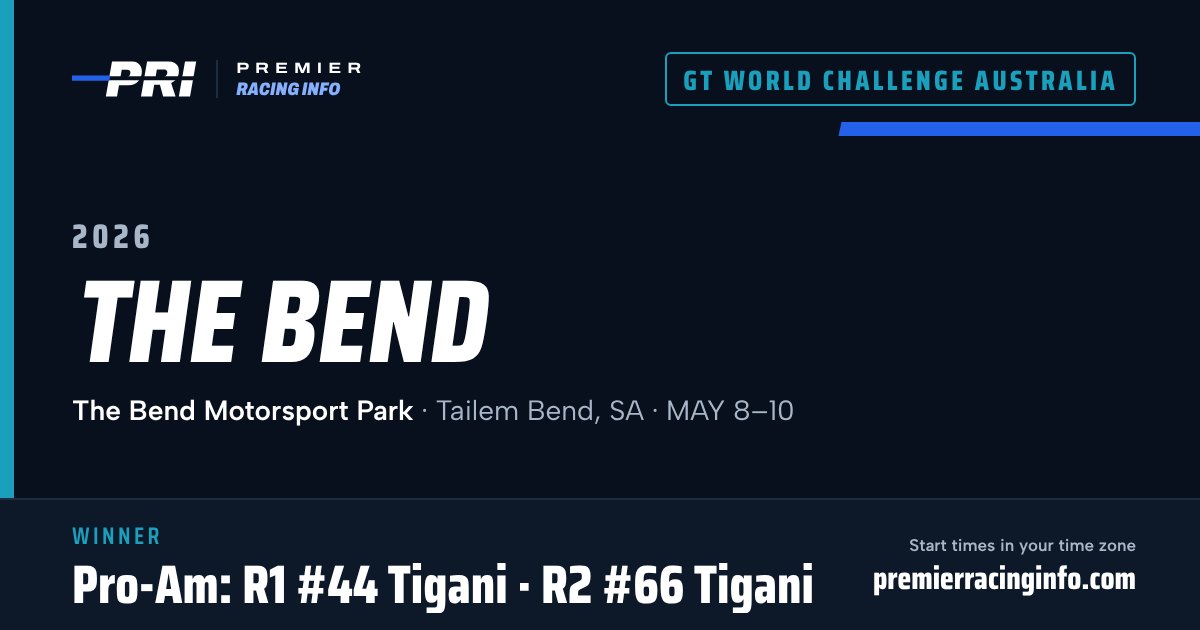 PRI
PREMIER
RACING INFO
GT WORLD CHALLENGE AUSTRALIA
2026
THE BEND
The Bend Motorsport Park · Tailem Bend, SA · MAY 8–10
WINNER
Pro-Am: R1 #44 Tigani · R2 #66 Tigani
Start times in your time zone
premierracinginfo.com